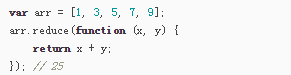 var arr = [1, 3, 5, 7, 9];
arr.reduce(function (x, y) {
    return x + y;
}); // 25